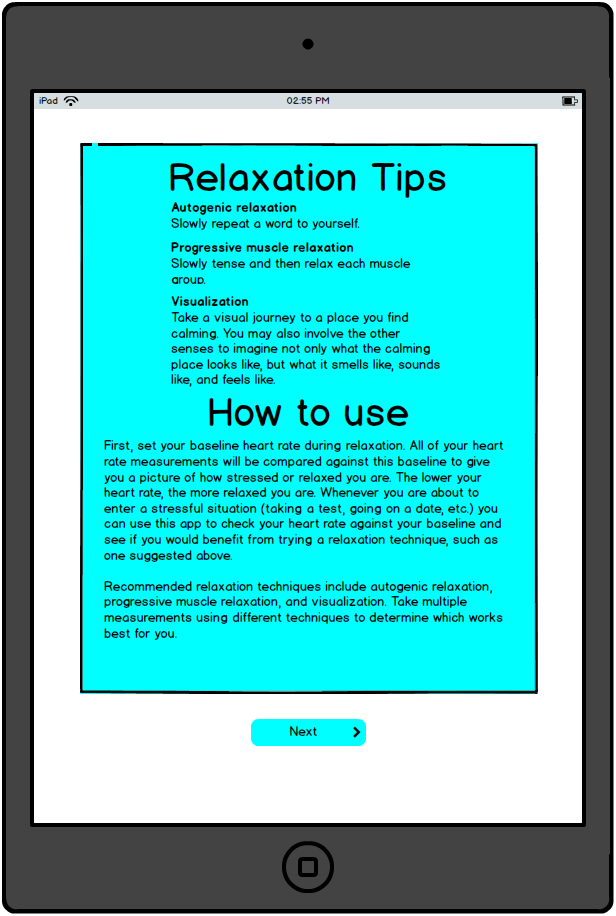 iPad
02:55 PM
Relaxation Tips
Autogenic relaxation
Slowly repeat a word to yourself.
Progressive muscle relaxation
Slowly tense and then relax each muscle
group.
Visualization
Take a visual journey to a place you find
calming. You may also involve the other
senses to imagine not only what the calming
place looks like, but what it smells like, sounds
like, and feels like.
How to use
First, set your baseline heart rate during relaxation. All of your heart
rate measurements will be compared against this baseline to give
you a picture of how stressed or relaxed you are. The lower your
heart rate, the more relaxed you are. Whenever you are about to
enter a stressful situation (taking a test, going on a date, etc.) you
can use this app to check your heart rate against your baseline and
see if you would benefit from trying a relaxation technique, such as
one suggested above.
Recommended relaxation techniques include autogenic relaxation,
progressive muscle relaxation, and visualization. Take multiple
measurements using different techniques to determine which works
best for you.
Next